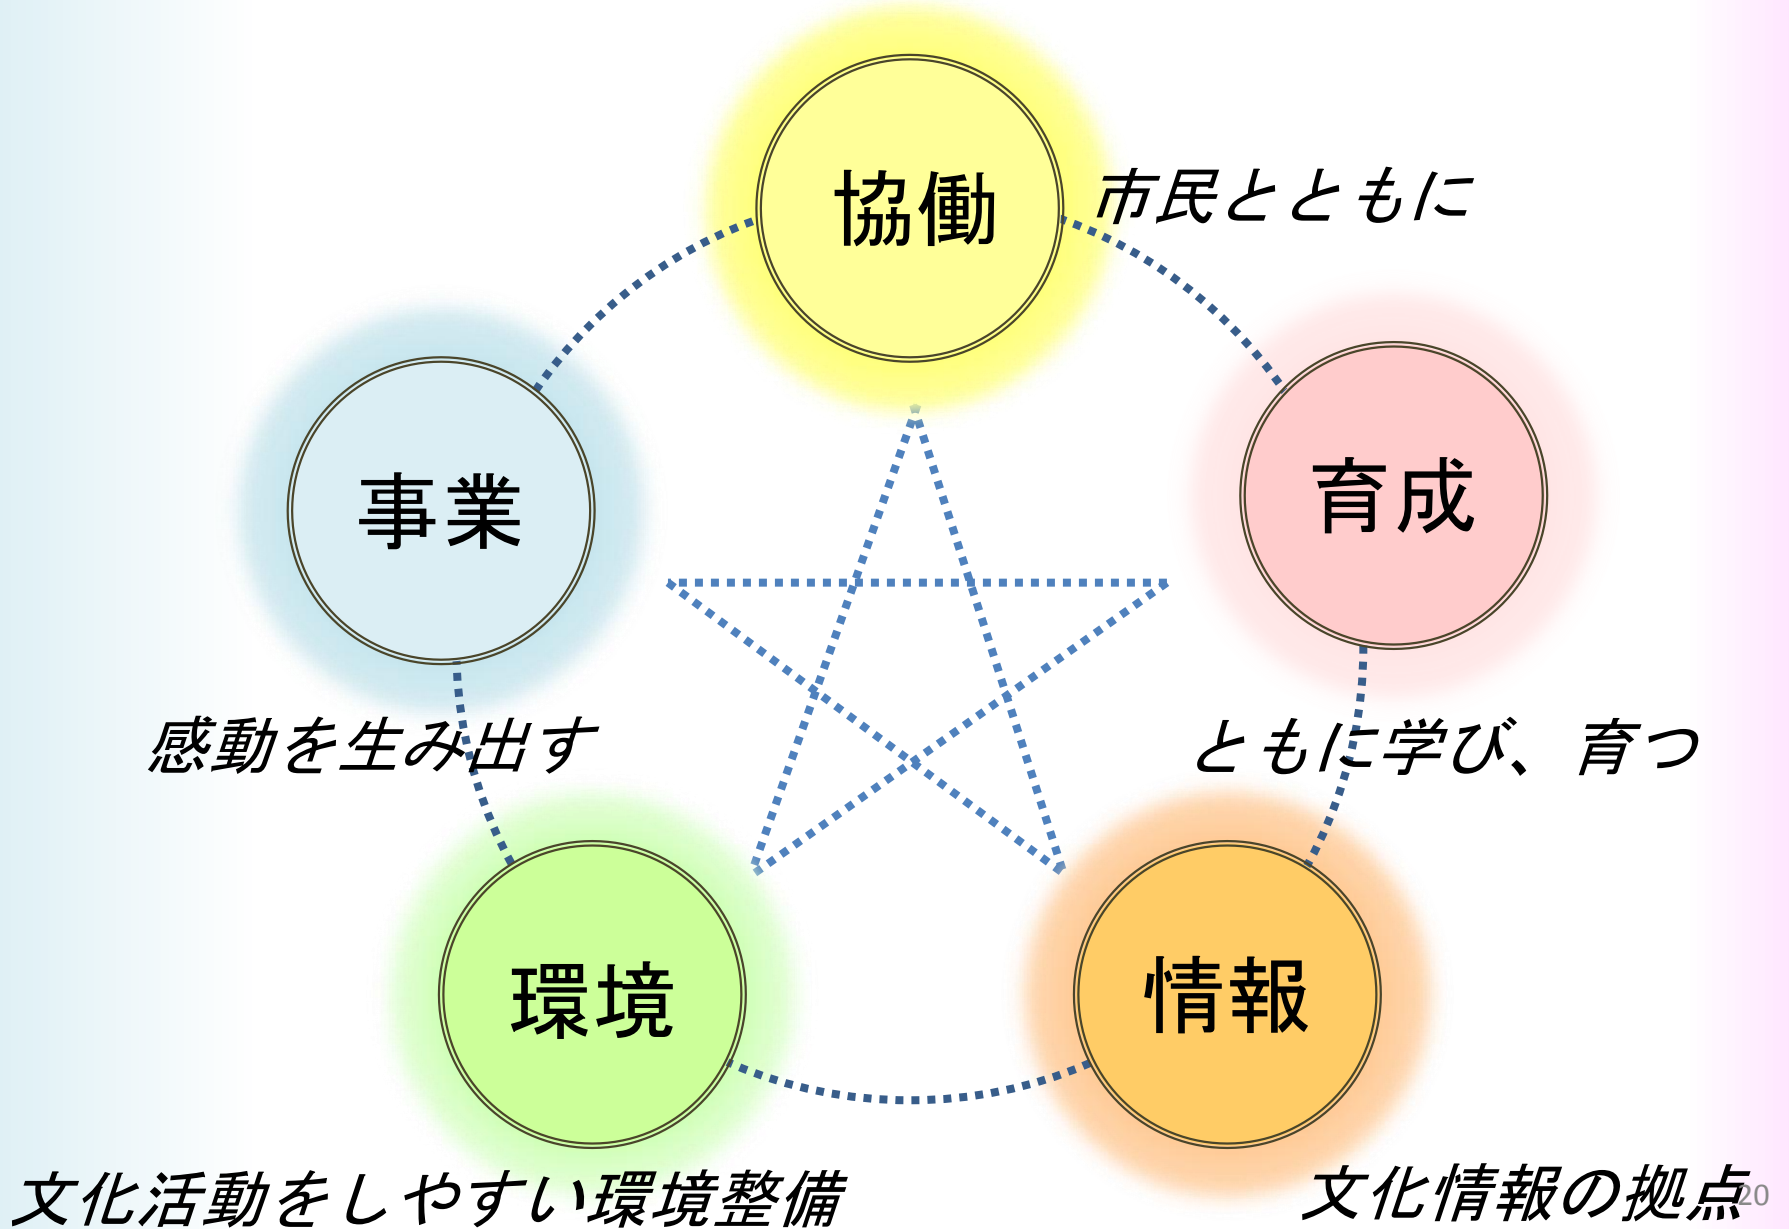 協働
市民とともに
事業
育成
感動を生み出す
ともに学び、育つ
環境
情報
文化活動をしやすい環境整備
文化情報の拠点
20